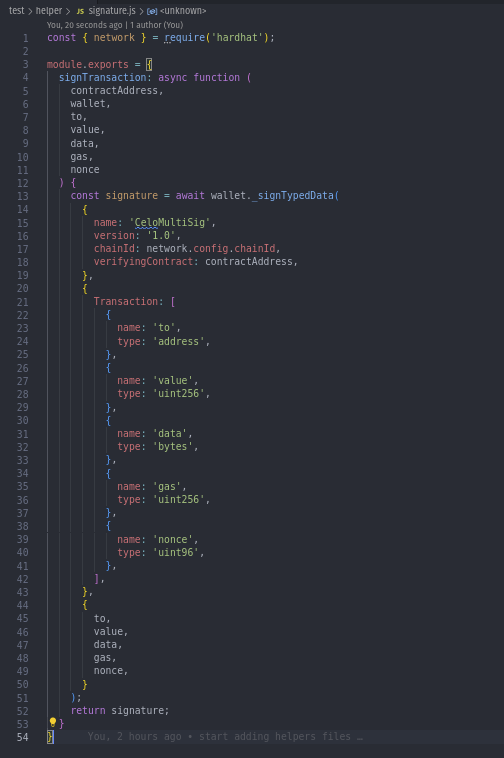 test > helper > JS signature.js > <unknown>
You, 20 seconds ago | 1 author (You)
1 const { network } = require('hardhat');
2
3 module.exports = {
4 signTransaction: async function (
5 contractAddress,
6 wallet,
7 to,
8 value,
9 data,
10 gas,
11 nonce
12 ) {
13 const signature = await wallet._signTypedData(
14 {
15 name: 'CeloMultiSig',
16 version: '1.0',
17 chainId: network.config.chainId,
18 verifyingContract: contractAddress,
19 },
20 {
21 Transaction: [
22 {
23 name: 'to',
24 type: 'address',
25 },
26 {
27 name: 'value',
28 type: 'uint256',
29 },
30 {
31 name: 'data',
32 type: 'bytes',
33 },
34 {
35 name: 'gas',
36 type: 'uint256',
37 },
38 {
39 name: 'nonce',
40 type: 'uint96',
41 },
42 ],
43 },
44 {
45 to,
46 value,
47 data,
48 gas,
49 nonce,
50 }
51 );
52 return signature;
53 }
54 } You, 2 hours ago • start adding helpers files …